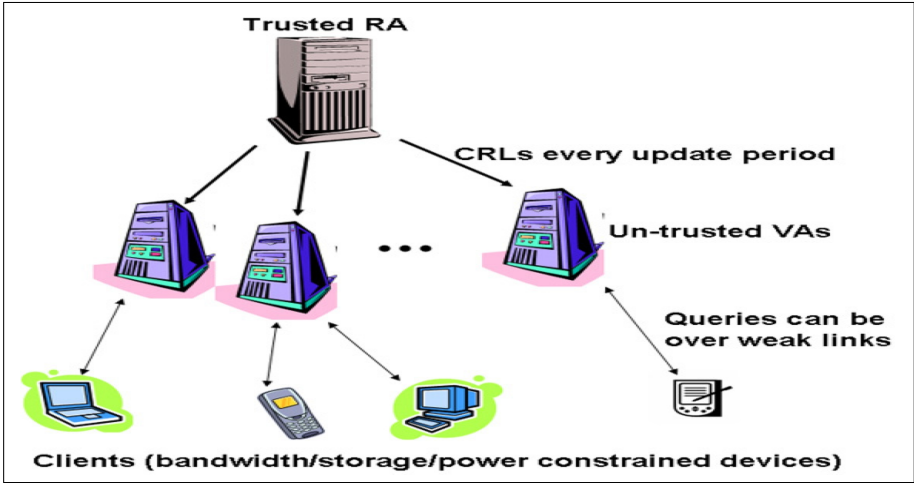 Trusted RA
CRLs every update period
Un-trusted VAs
Queries can be
over weak links
Clients (bandwidth/storage/power constrained devices)